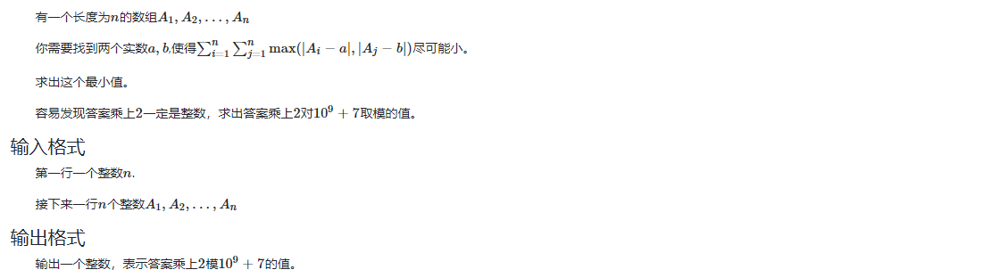 有一个长度为$n$的数组$A_1, A_2, \ldots, A_n$
你需要找到两个实数$a, b$,使得$\sum_{i=1}^{n} \sum_{j=1}^{n} \max(|A_i - a|, |A_j - b|)$尽可能小。
求出这个最小值。
容易发现答案乘上$2$一定是整数，求出答案乘上$2$对$10^9 + 7$取模的值。
输入格式
第一行一个整数$n$.
接下来一行$n$个整数$A_1, A_2, \ldots, A_n$
输出格式
输出一个整数，表示答案乘上$2$模$10^9 + 7$的值。